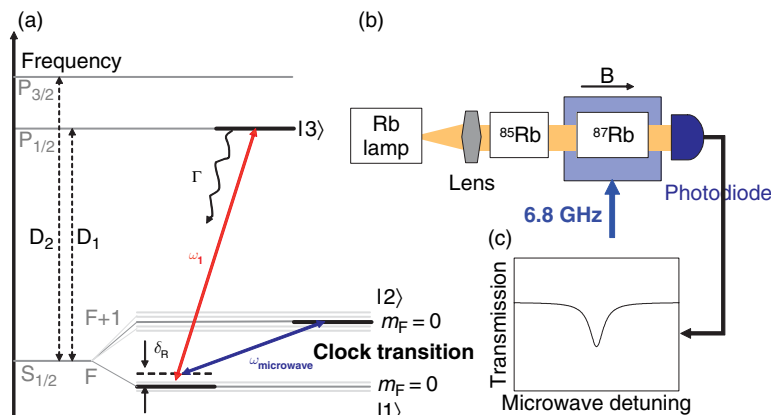 (a)
Frequency
P3/2
P1/2
|3⟩
Γ
D2
D1
ω1
|2⟩
F+1
mF=0
δR
Clock transition
ωmicrowave
S1/2
F
mF=0
|1⟩
(b)
B
Rb
lamp
85Rb
87Rb
Lens
Photodiode
6.8 GHz
(c)
Transmission
Microwave detuning